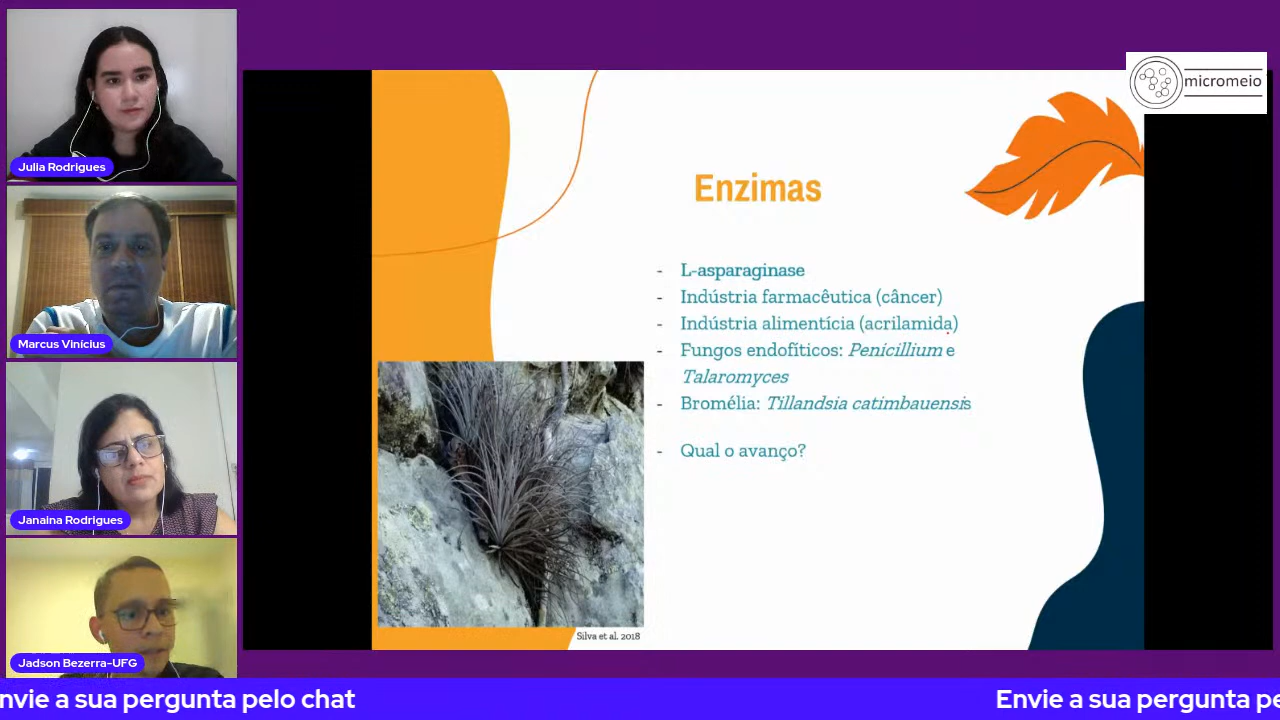 Julia Rodrigues
Marcus Vinícius
Janaina Rodrigues
Jadson Bezerra-UFG
micromeio
Enzimas
- L-asparaginase
- Indústria farmacêutica (câncer)
- Indústria alimentícia (acrilamida)
- Fungos endofíticos: Penicillium e
Talaromyces
- Bromélia: Tillandsia catimbauensis
- Qual o avanço?
Silva et al. 2018
nvie a sua pergunta pelo chat
Envie a sua pergunta pe